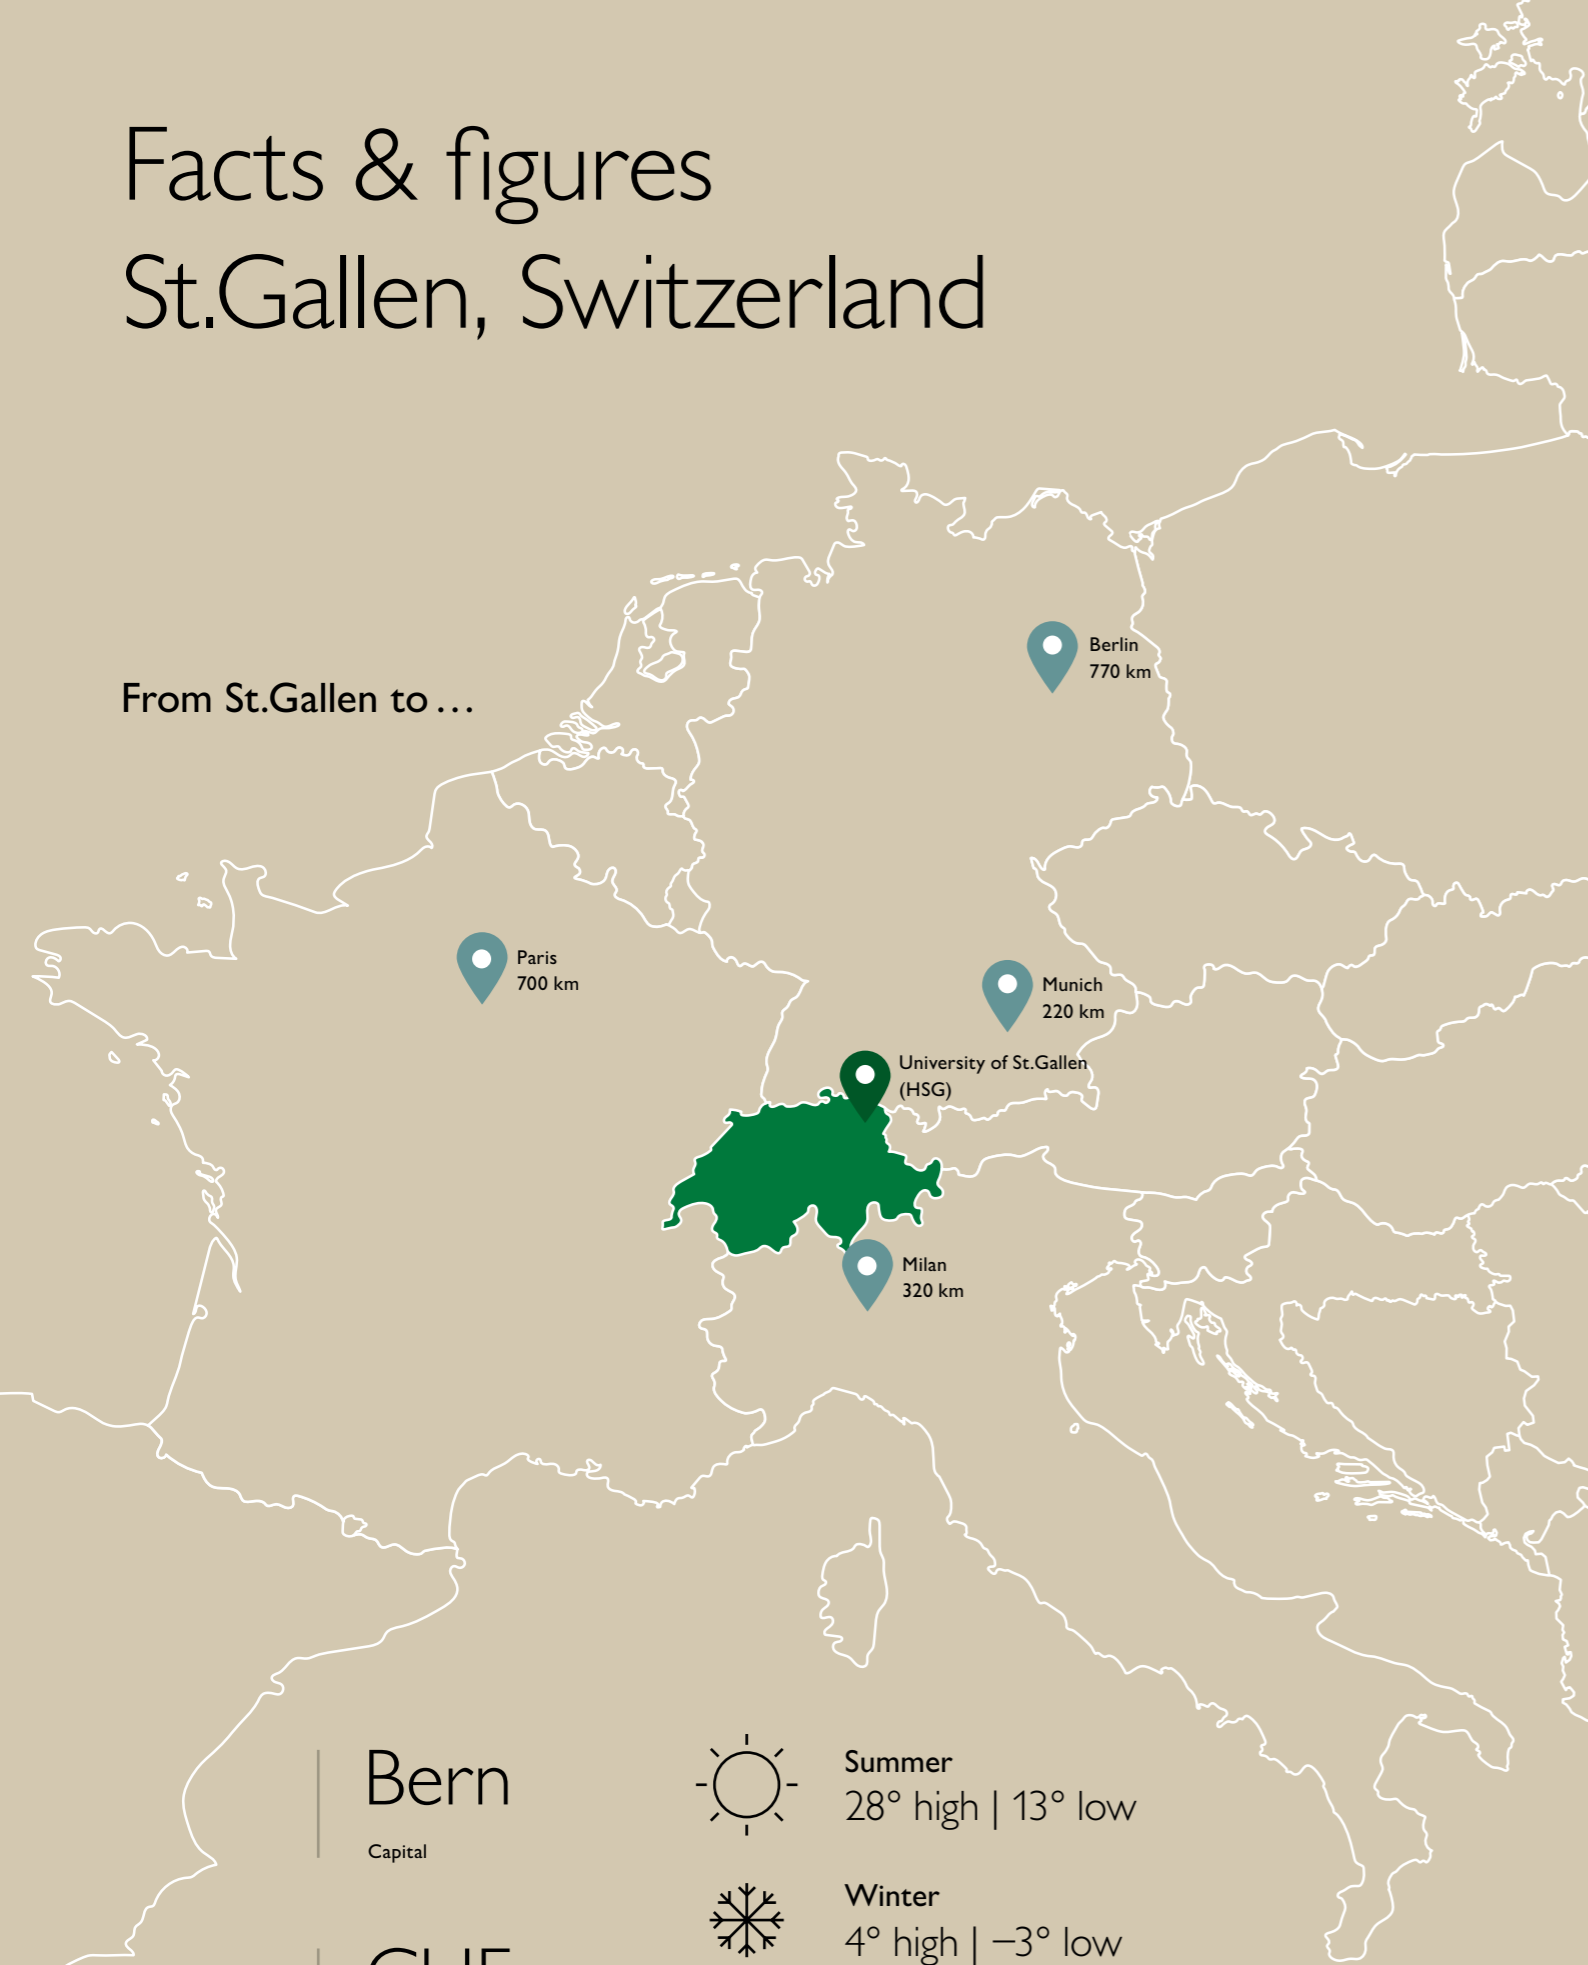 Facts & figures
St.Gallen, Switzerland
From St.Gallen to…
Berlin
770 km
Paris
700 km
Munich
220 km
University of St.Gallen
(HSG)
Milan
320 km
Bern
Capital
Summer
28° high | 13° low
Winter
4° high | –3° low
CHF